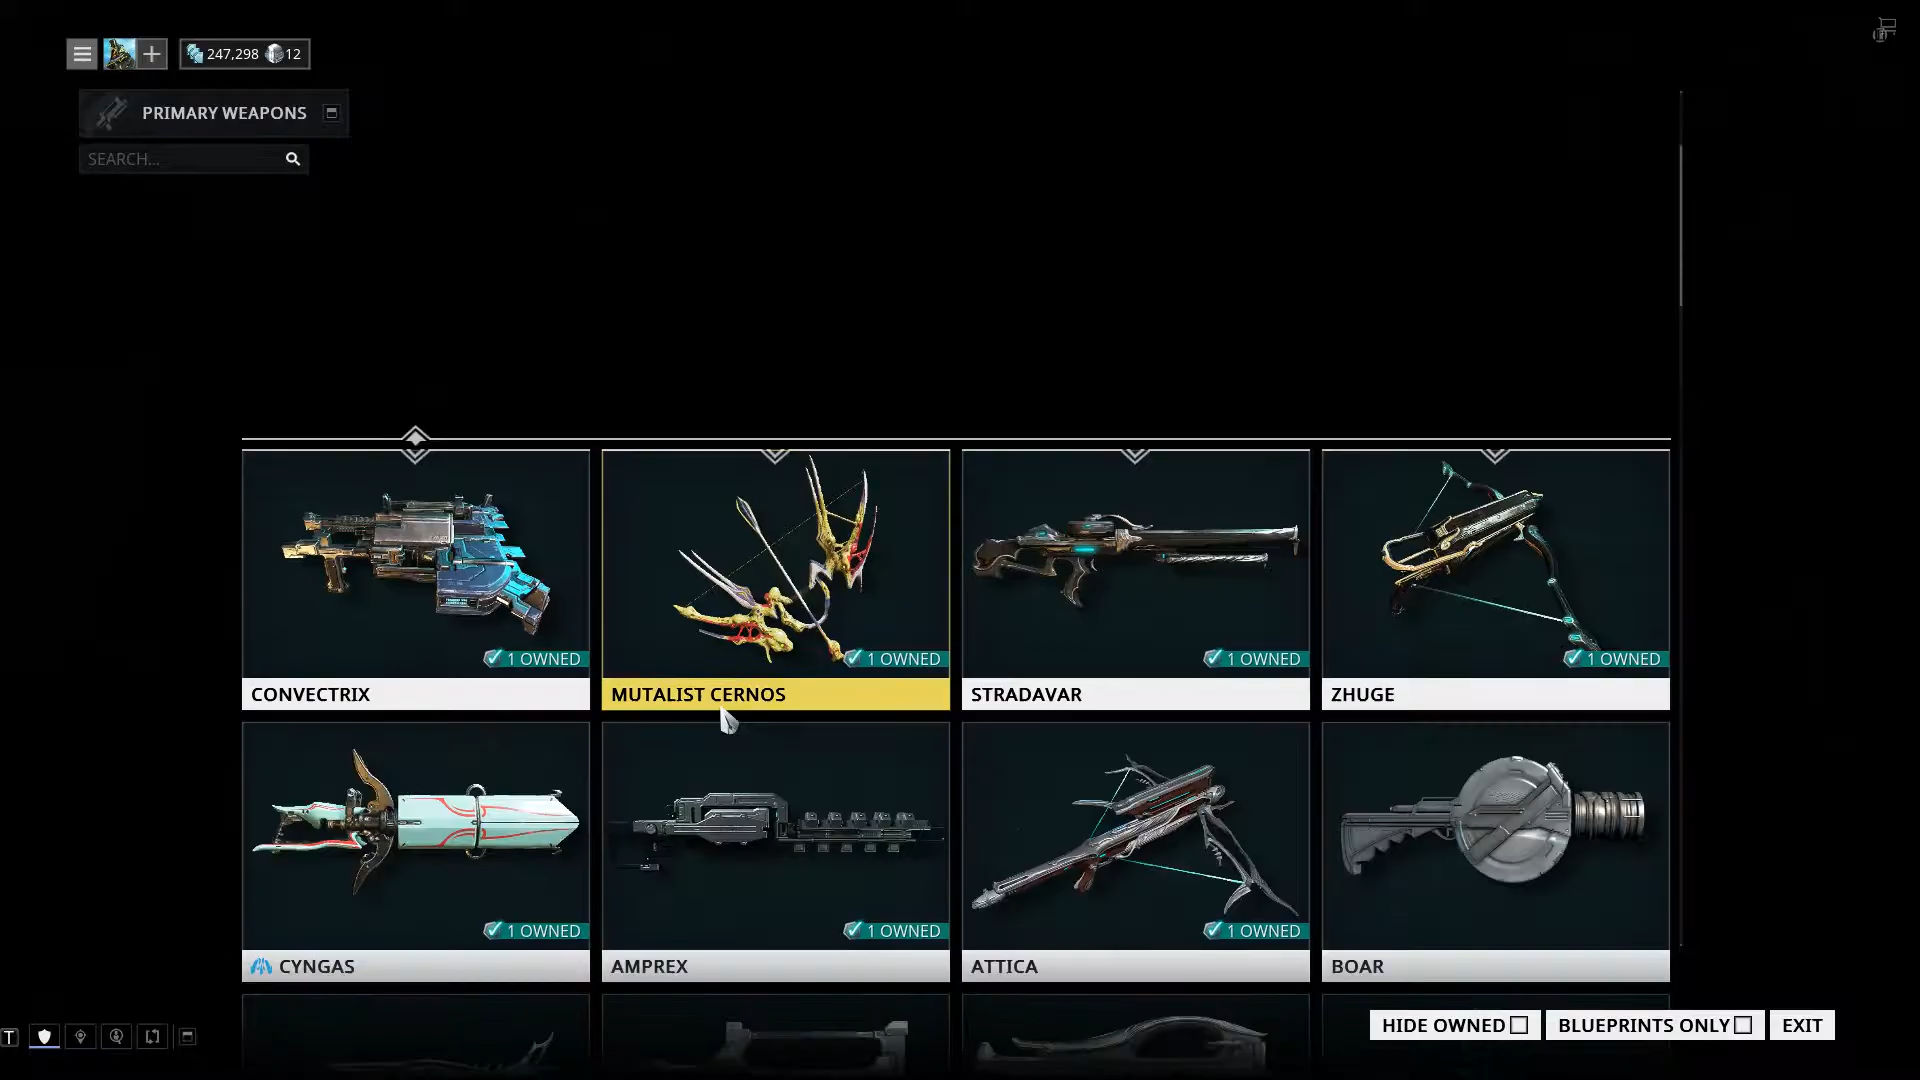 247,298 12
PRIMARY WEAPONS
SEARCH...
1 OWNED
1 OWNED
1 OWNED
1 OWNED
CONVECTRIX
MUTALIST CERNOS
STRADAVAR
ZHUGE
1 OWNED
1 OWNED
1 OWNED
CYNGAS
AMPREX
ATTICA
BOAR
T
HIDE OWNED
BLUEPRINTS ONLY
EXIT